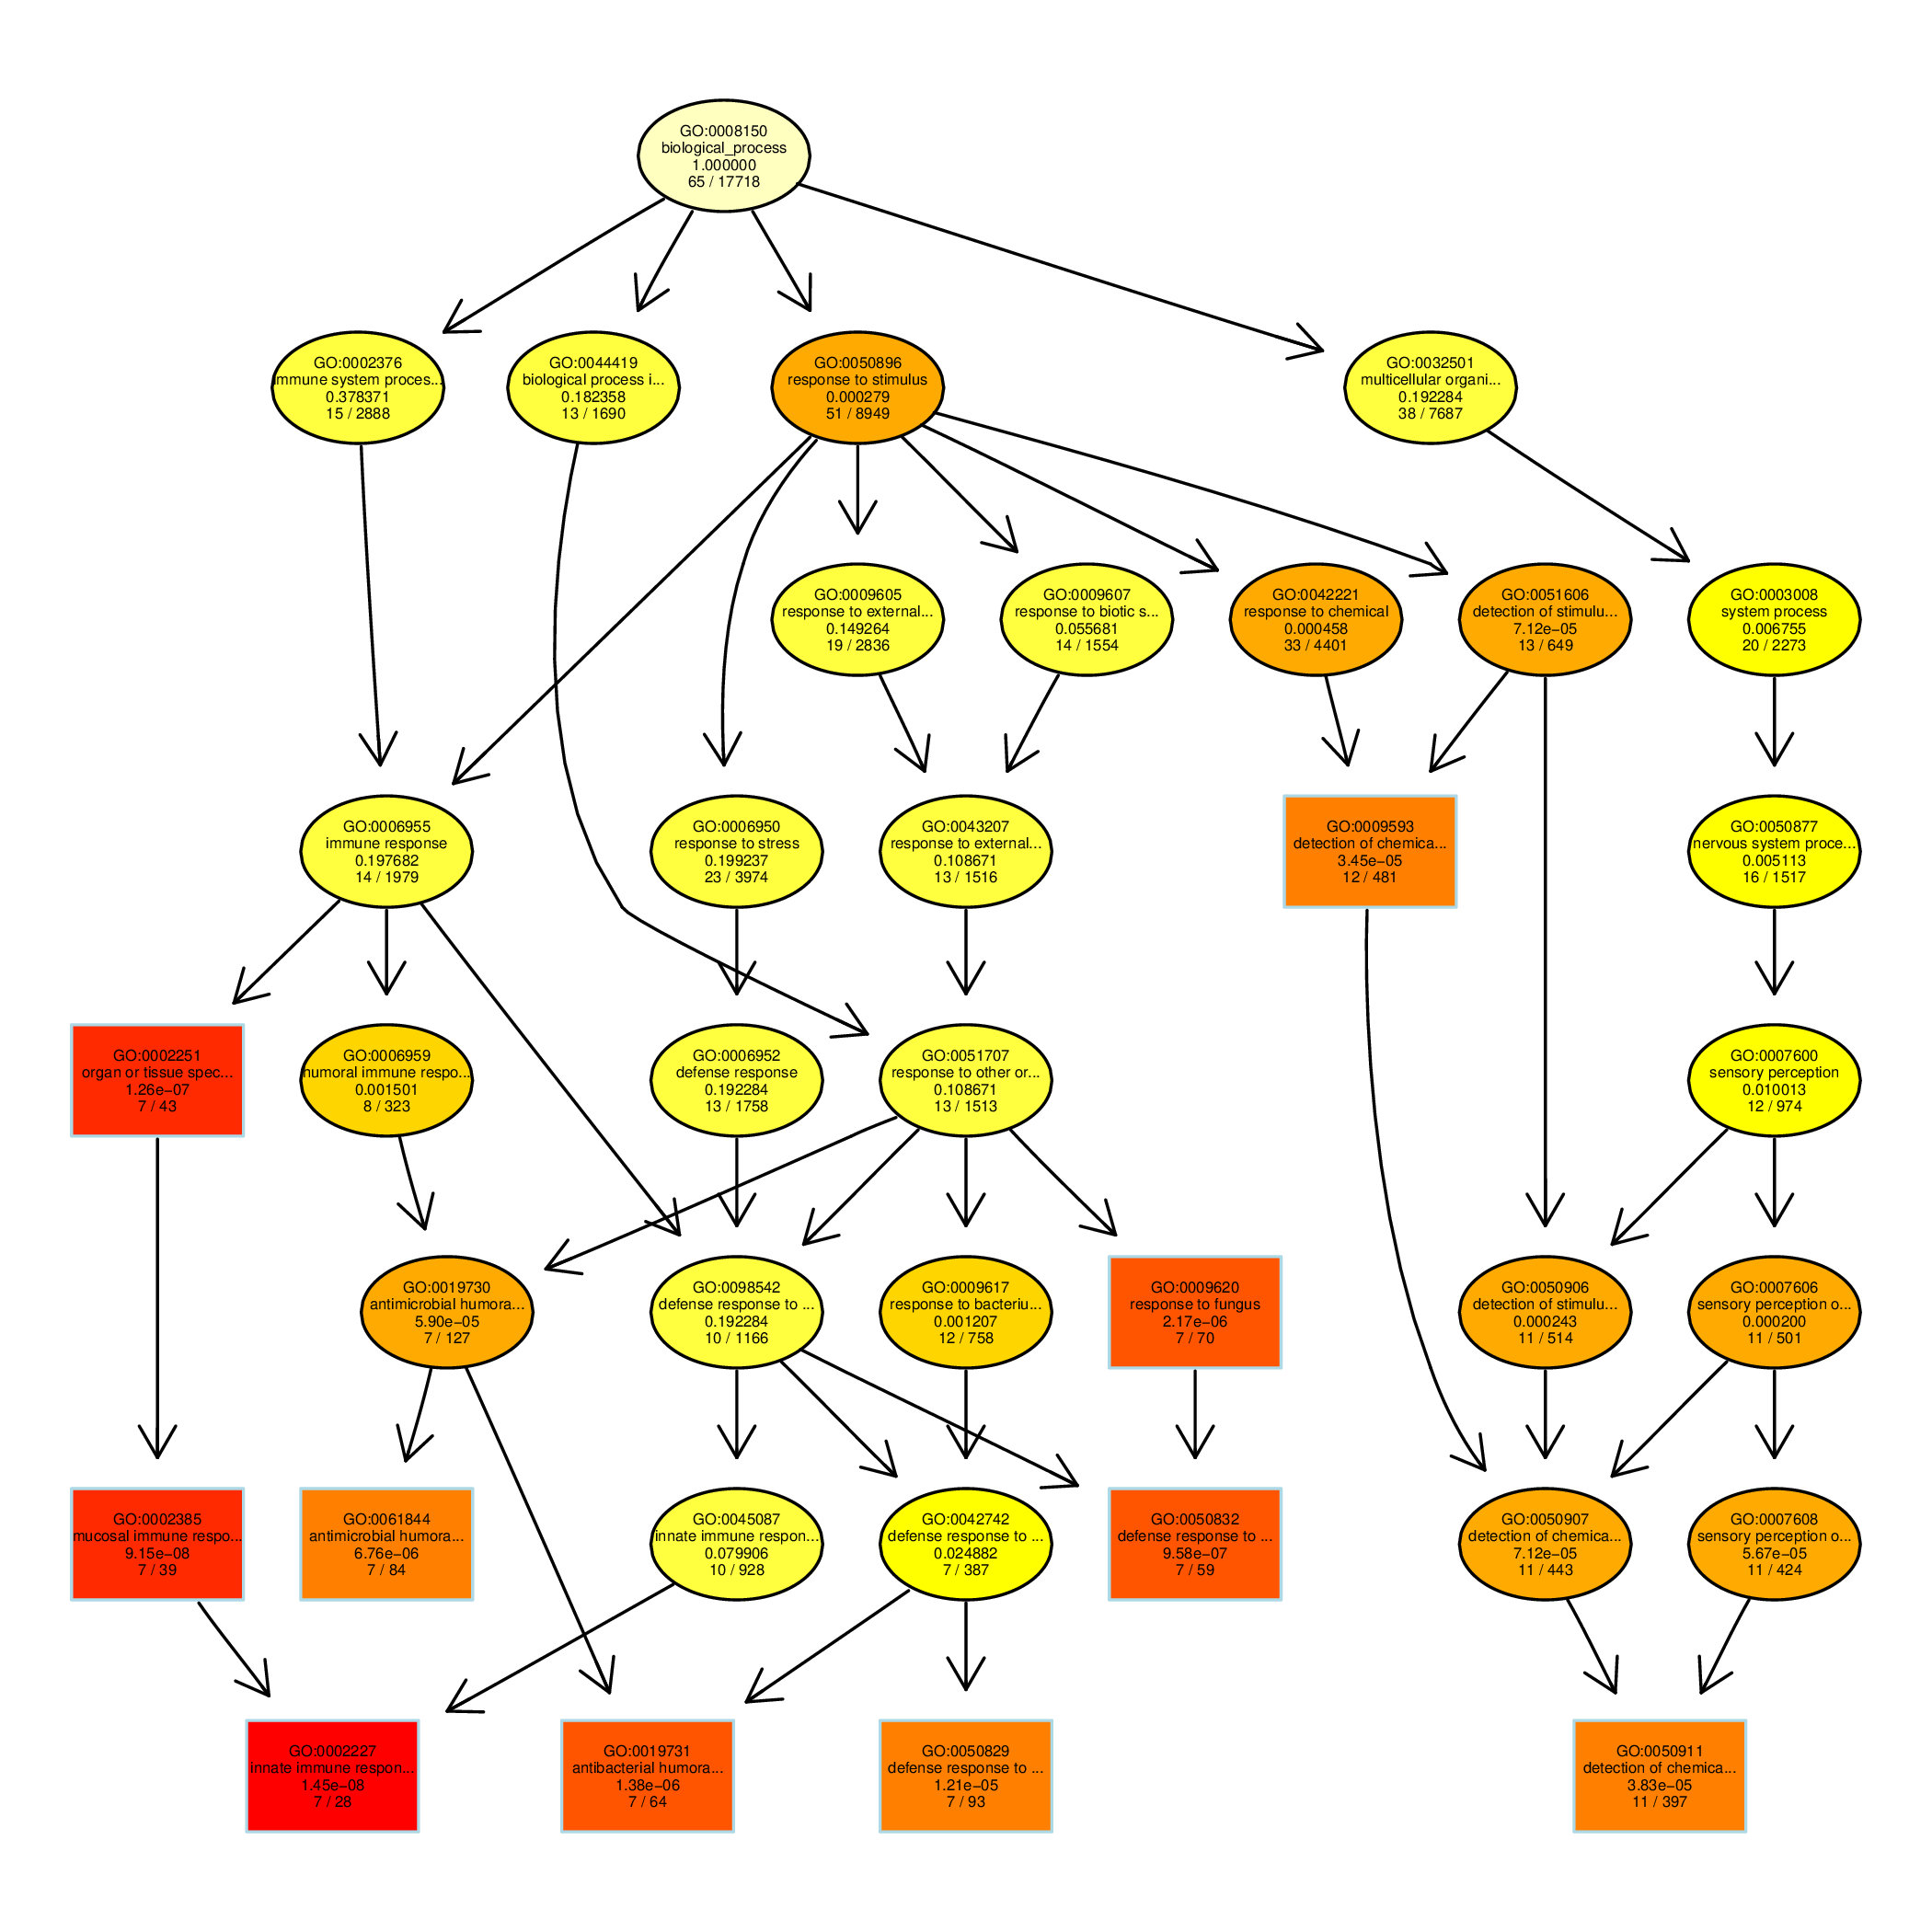 GO:0008150
biological_process
1.000000
65 / 17718
GO:0002376
immune system proces...
0.378371
15 / 2888
GO:0044419
biological process i...
0.182358
13 / 1690
GO:0050896
response to stimulus
0.000279
51 / 8949
GO:0032501
multicellular organi...
0.192284
38 / 7687
GO:0009605
response to external...
0.149264
19 / 2836
GO:0009607
response to biotic s...
0.055681
14 / 1554
GO:0042221
response to chemical
0.000458
33 / 4401
GO:0051606
detection of stimulu...
7.12e−05
13 / 649
GO:0003008
system process
0.006755
20 / 2273
GO:0006955
immune response
0.197682
14 / 1979
GO:0006950
response to stress
0.199237
23 / 3974
GO:0043207
response to external...
0.108671
13 / 1516
GO:0009593
detection of chemica...
3.45e−05
12 / 481
GO:0050877
nervous system proce...
0.005113
16 / 1517
GO:0002251
organ or tissue spec...
1.26e−07
7 / 43
GO:0006959
humoral immune respo...
0.001501
8 / 323
GO:0006952
defense response
0.192284
13 / 1758
GO:0051707
response to other or...
0.108671
13 / 1513
GO:0007600
sensory perception
0.010013
12 / 974
GO:0019730
antimicrobial humora...
5.90e−05
7 / 127
GO:0098542
defense response to ...
0.192284
10 / 1166
GO:0009617
response to bacteriu...
0.001207
12 / 758
GO:0009620
response to fungus
2.17e−06
7 / 70
GO:0050906
detection of stimulu...
0.000243
11 / 514
GO:0007606
sensory perception o...
0.000200
11 / 501
GO:0002385
mucosal immune respo...
9.15e−08
7 / 39
GO:0061844
antimicrobial humora...
6.76e−06
7 / 84
GO:0045087
innate immune respon...
0.079906
10 / 928
GO:0042742
defense response to ...
0.024882
7 / 387
GO:0050832
defense response to ...
9.58e−07
7 / 59
GO:0050907
detection of chemica...
7.12e−05
11 / 443
GO:0007608
sensory perception o...
5.67e−05
11 / 424
GO:0002227
innate immune respon...
1.45e−08
7 / 28
GO:0019731
antibacterial humora...
1.38e−06
7 / 64
GO:0050829
defense response to ...
1.21e−05
7 / 93
GO:0050911
detection of chemica...
3.83e−05
11 / 397